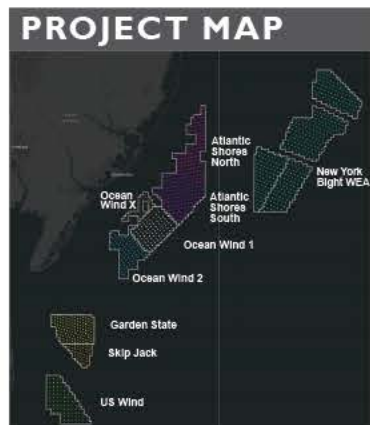 PROJECT MAP
Atlantic
Shores
North
New York
Bight WEA
Ocean
Wind X
Atlantic
Shores
South
Ocean Wind 1
Ocean Wind 2
Garden State
Skip Jack
US Wind